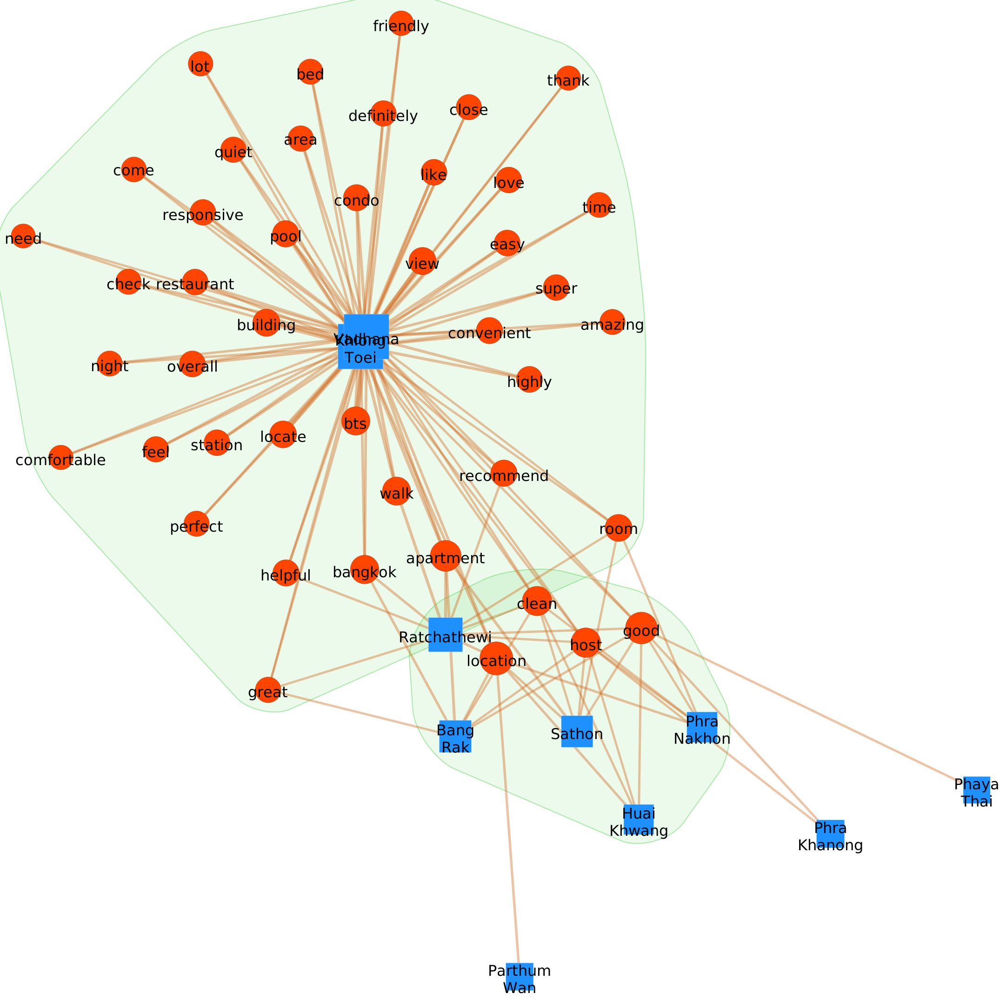 friendly
lot
bed
thank
definitely
close
area
quiet
come
like
love
condo
time
responsive
pool
need
easy
view
check
restaurant
super
building
convenient
amazing
Vadhana
Khlong
Toei
night
overall
highly
bts
locate
station
feel
comfortable
recommend
walk
perfect
room
apartment
helpful
bangkok
clean
good
Ratchathewi
host
location
great
Bang
Rak
Sathon
Phra
Nakhon
Phaya
Thai
Huai
Khwang
Phra
Khanong
Parthum
Wan